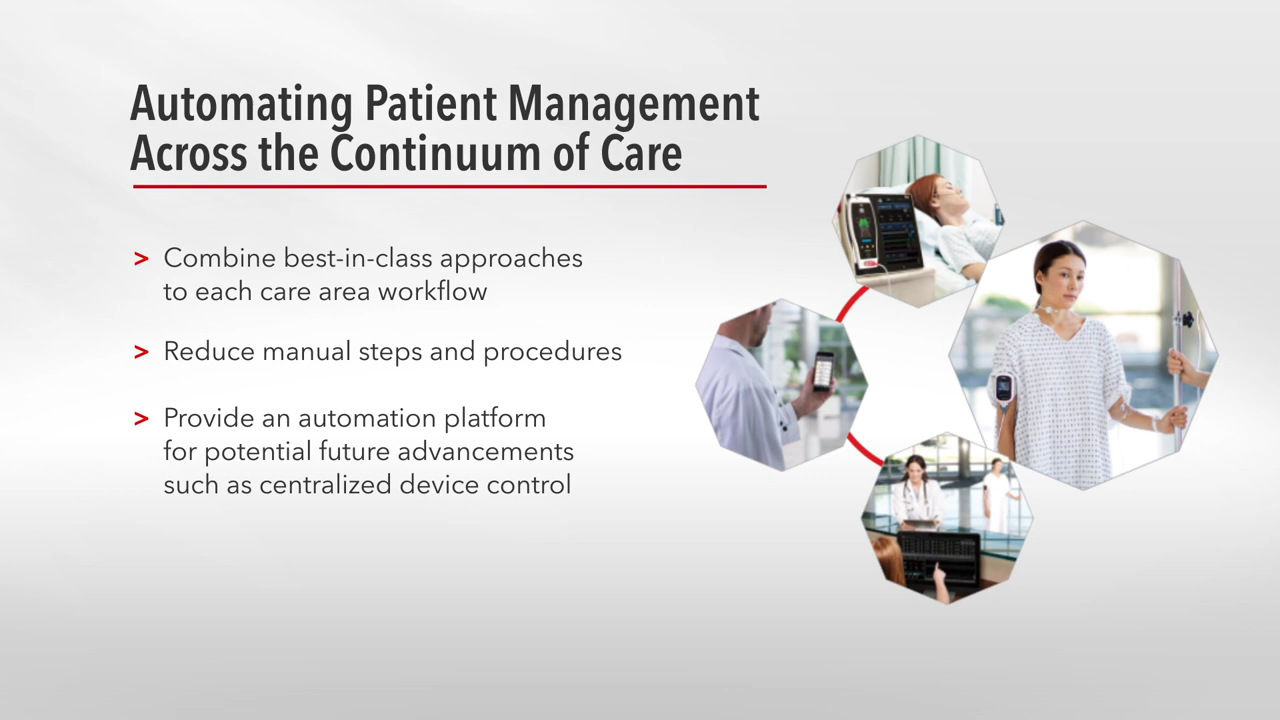 Automating Patient Management
Across the Continuum of Care
> Combine best-in-class approaches
to each care area workflow
> Reduce manual steps and procedures
> Provide an automation platform
for potential future advancements
such as centralized device control